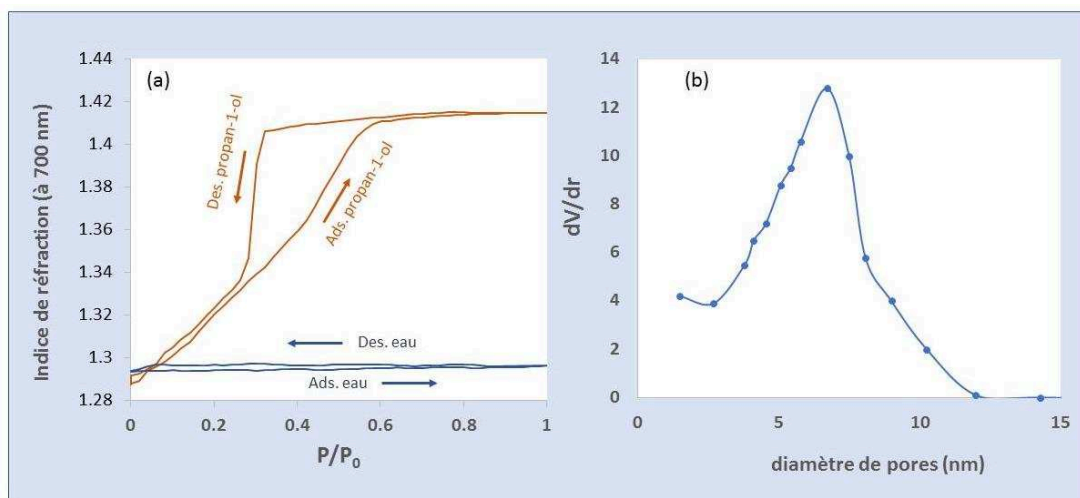 (a)
Indice de réfraction (à 700 nm)
1.44
1.42
1.4
1.38
1.36
1.34
1.32
1.3
1.28
0
0.2
0.4
0.6
0.8
1
P/P0
Des. propan-1-ol
Ads. propan-1-ol
Des. eau
Ads. eau
(b)
dV/dr
14
12
10
8
6
4
2
0
0
5
10
15
diamètre de pores (nm)